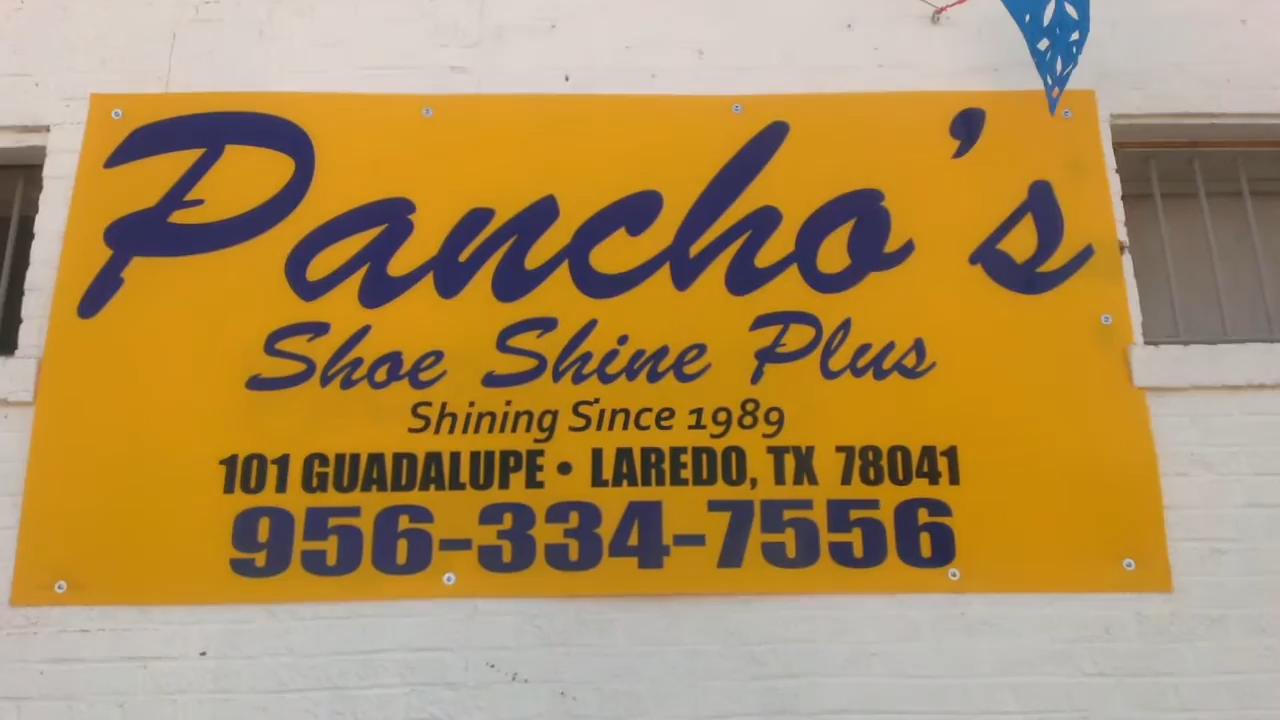 Pancho's
Shoe Shine Plus
Shining Since 1989
101 GUADALUPE • LAREDO, TX 78041
956-334-7556